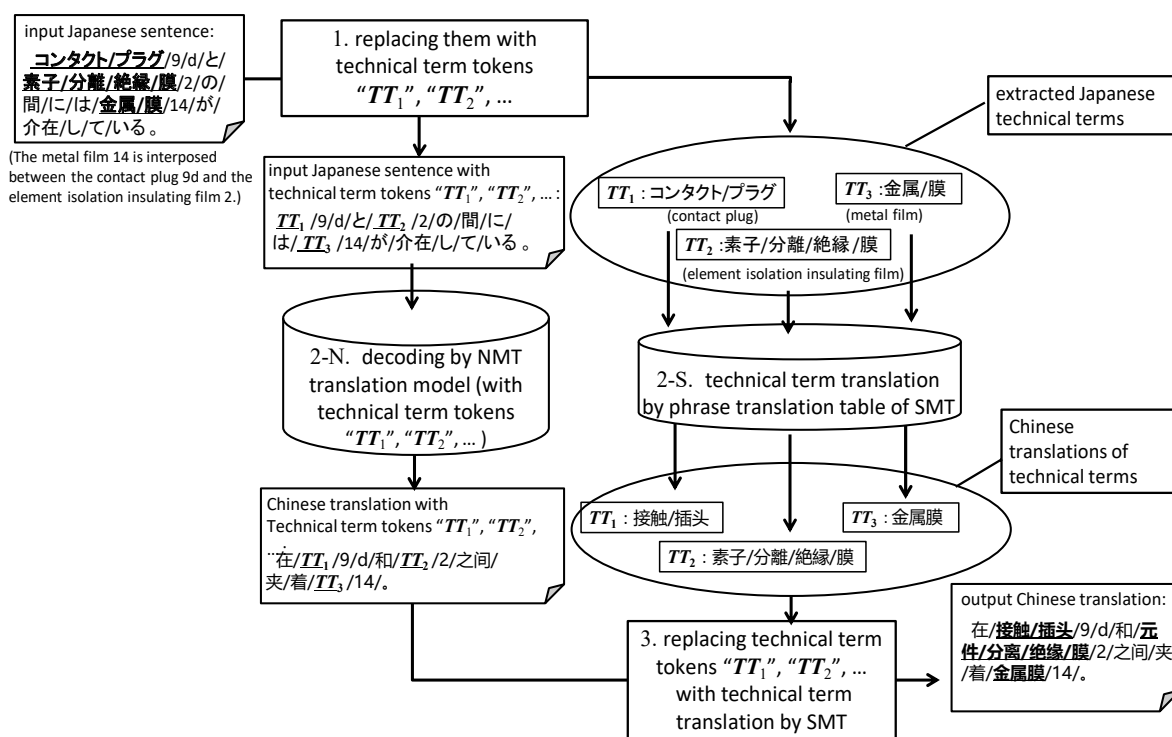 input Japanese sentence:
コンタクト/プラグ/9/d/と/
素子/分離/絶縁/膜/2/の/
間/に/は/金属/膜/14/が/
介在/し/て/いる 。
(The metal film 14 is interposed
between the contact plug 9d and the
element isolation insulating film 2.)
1. replacing them with
technical term tokens
“TT₁”, “TT₂”, ...
extracted Japanese
technical terms
input Japanese sentence with
technical term tokens “TT₁”, “TT₂”, ... :
TT₁ /9/d/と/ TT₂ /2/の/間/に/
は/ TT₃ /14/が/介在/し/て/いる 。
TT₁ : コンタクト/プラグ
(contact plug)
TT₃ : 金属/膜
(metal film)
TT₂ : 素子/分離/絶縁/膜
(element isolation insulating film)
2-N. decoding by NMT
translation model (with
technical term tokens
“TT₁”, “TT₂”, ... )
2-S. technical term translation
by phrase translation table of SMT
Chinese
translations of
technical terms
Chinese translation with
Technical term tokens “TT₁”, “TT₂”,
... :
在/TT₁ /9/d/和/TT₂ /2/之间/
夹/着/TT₃ /14/。
TT₁ : 接触/插头
TT₃ : 金属膜
TT₂ : 素子/分離/絶縁/膜
3. replacing technical term
tokens “TT₁”, “TT₂”, ...
with technical term
translation by SMT
output Chinese translation:
在/接触/插头/9/d/和/元
件/分离/绝缘/膜/2/之间/夹
/着/金属膜/14/。